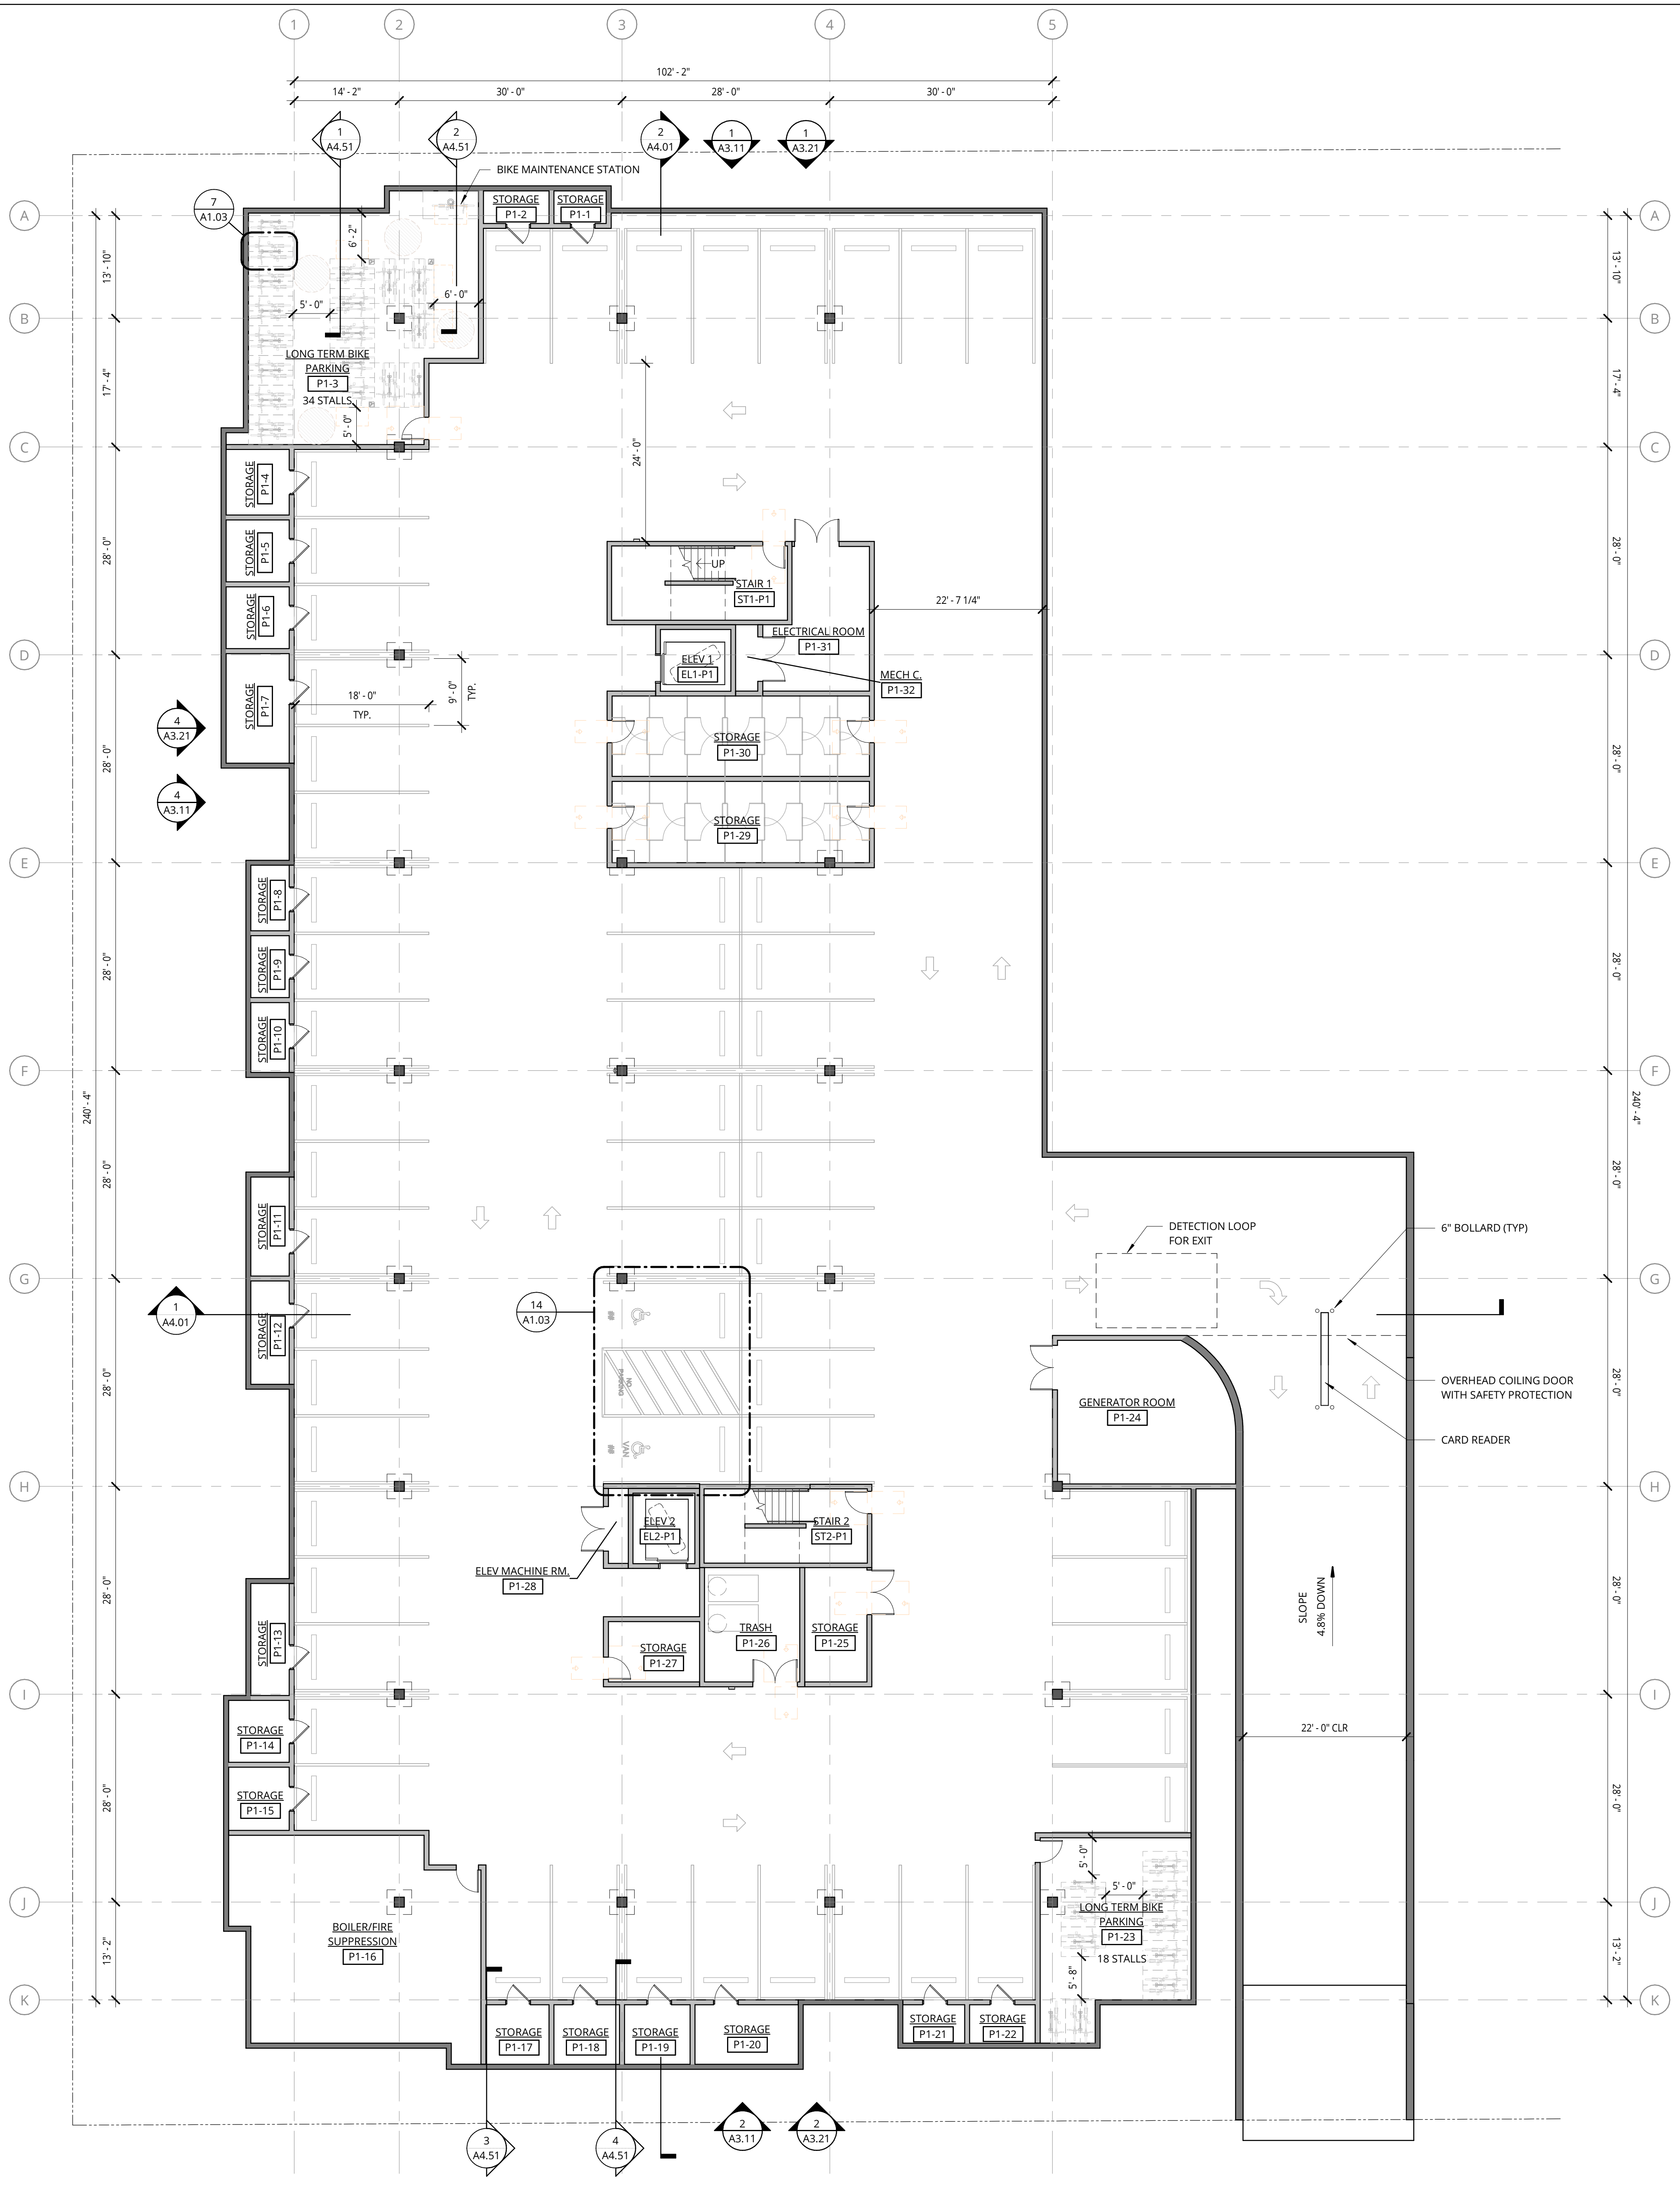 1
2
3
4
5
102' - 2"
14' - 2"
30' - 0"
28' - 0"
30' - 0"
1
A4.51
2
A4.51
2
A4.01
1
A3.11
1
A3.21
BIKE MAINTENANCE STATION
7
A1.03
STORAGE
P1-2
STORAGE
P1-1
A
A
13' - 10"
6' - 2"
13' - 10"
5' - 0"
6' - 0"
B
B
LONG TERM BIKE
PARKING
P1-3
34 STALLS
17' - 4"
17' - 4"
5' - 0"
24' - 0"
C
C
STORAGE
P1-4
STORAGE
P1-5
STORAGE
P1-6
28' - 0"
28' - 0"
UP
STAIR 1
ST1-P1
22' - 7 1/4"
ELECTRICAL ROOM
P1-31
D
D
ELEV 1
EL1-P1
MECH C.
P1-32
STORAGE
P1-7
18' - 0"
TYP.
9' - 0"
TYP.
4
A3.21
STORAGE
P1-30
28' - 0"
28' - 0"
4
A3.11
STORAGE
P1-29
E
E
STORAGE
P1-8
STORAGE
P1-9
STORAGE
P1-10
28' - 0"
28' - 0"
F
F
240' - 4"
240' - 4"
28' - 0"
28' - 0"
STORAGE
P1-11
DETECTION LOOP
FOR EXIT
6" BOLLARD (TYP)
G
G
1
A4.01
STORAGE
P1-12
14
A1.03
NO
PARKING
VAN
28' - 0"
28' - 0"
OVERHEAD COILING DOOR
WITH SAFETY PROTECTION
GENERATOR ROOM
P1-24
CARD READER
H
H
ELEV 2
EL2-P1
STAIR 2
ST2-P1
ELEV MACHINE RM.
P1-28
28' - 0"
28' - 0"
SLOPE
4.8% DOWN
STORAGE
P1-13
STORAGE
P1-27
TRASH
P1-26
STORAGE
P1-25
I
I
STORAGE
P1-14
22' - 0" CLR
STORAGE
P1-15
28' - 0"
28' - 0"
5' - 0"
5' - 0"
J
J
LONG TERM BIKE
PARKING
P1-23
18 STALLS
BOILER/FIRE
SUPPRESSION
P1-16
13' - 2"
13' - 2"
5' - 8"
K
K
STORAGE
P1-17
STORAGE
P1-18
STORAGE
P1-19
STORAGE
P1-20
STORAGE
P1-21
STORAGE
P1-22
3
A4.51
4
A4.51
2
A3.11
2
A3.21